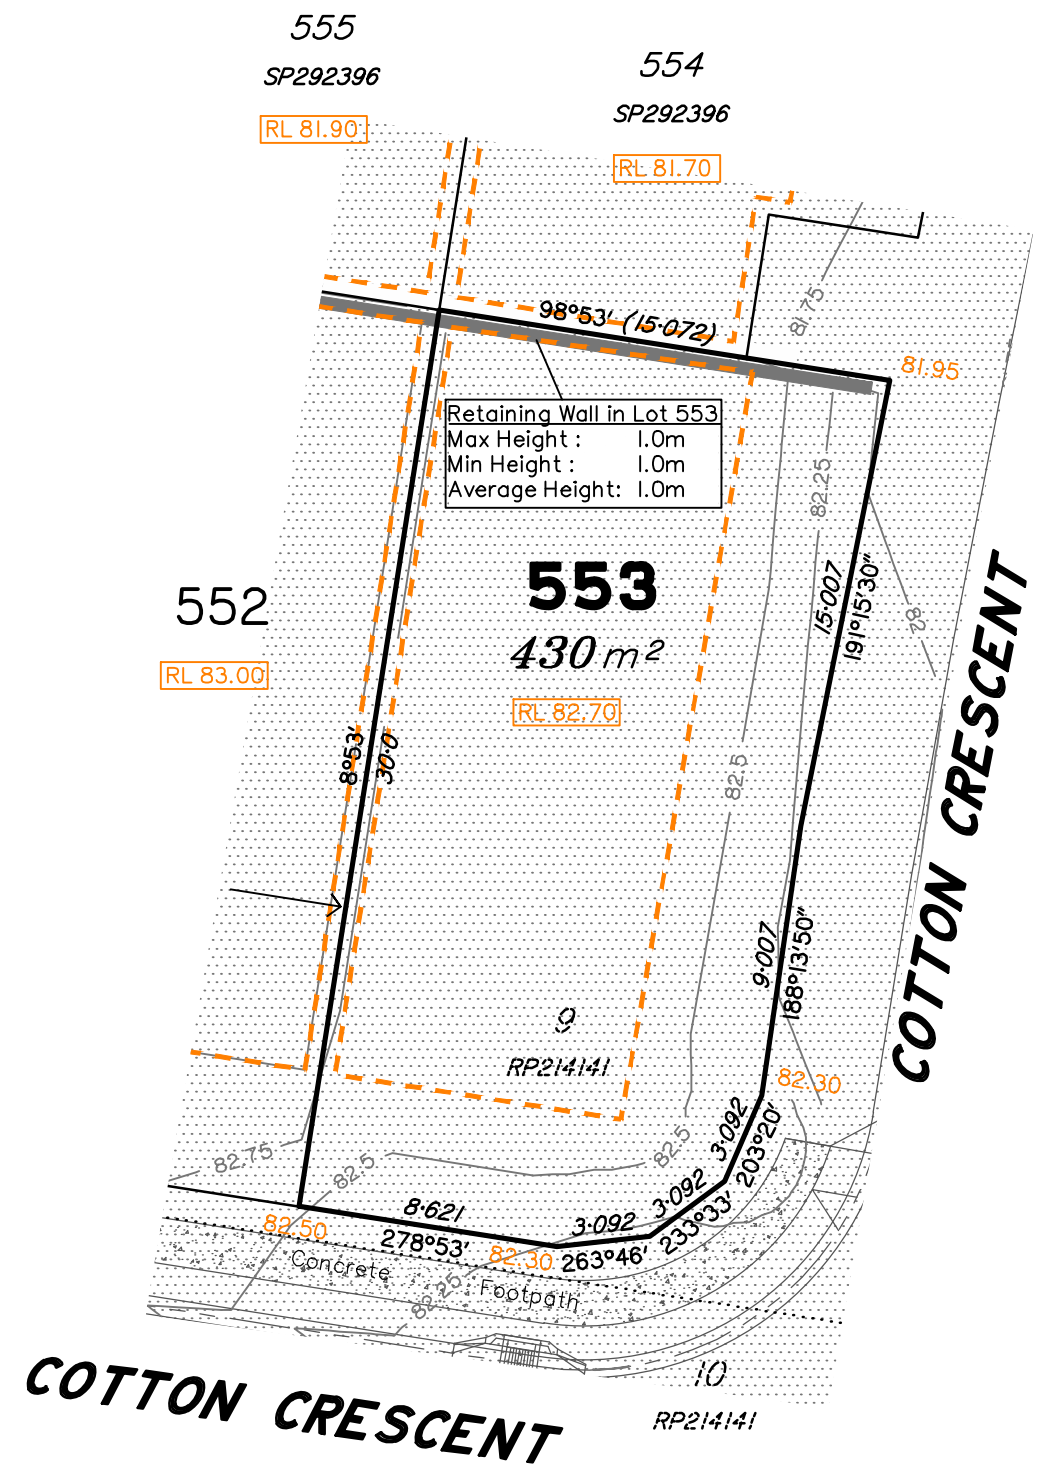 555
SP292396
RL 81.90
554
SP292396
RL 81.70
81.75
98°53' (15·072)
81.95
Retaining Wall in Lot 553
Max Height : 1.0m
Min Height : 1.0m
Average Height: 1.0m
82.25
553
430 m²
RL 82.70
552
RL 83.00
15·007
191°15'30"
82
8°53'
30·0
82.5
COTTON CRESCENT
9·007
188°13'50"
9
RP214141
82.30
3·092
203°20'
82.5
82.75
82.5
3·092
233°33'
8·621
3·092
82.50
278°53'
82.30
263°46'
Concrete
Footpath
82.25
10
RP214141
COTTON CRESCENT